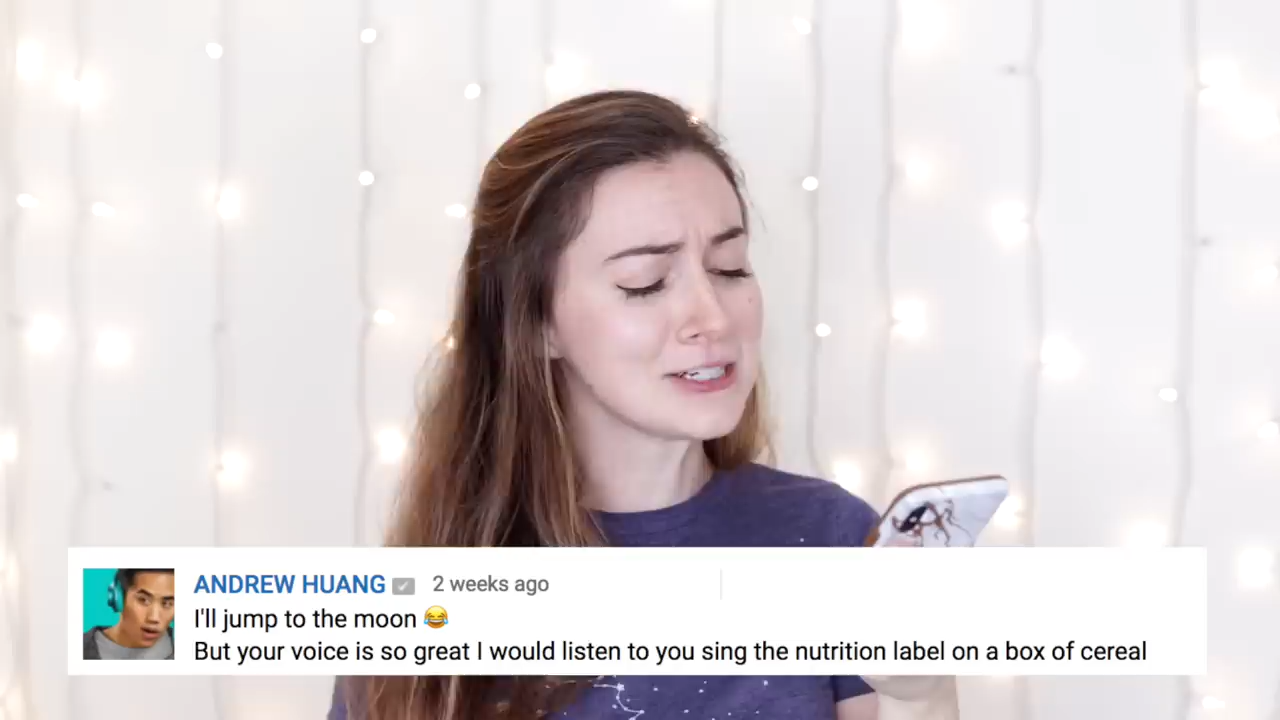 ANDREW HUANG 2 weeks ago
I'll jump to the moon 😂
But your voice is so great I would listen to you sing the nutrition label on a box of cereal